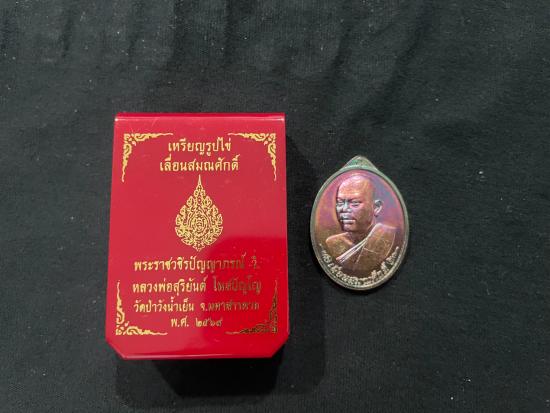 เหรียญรูปไข่
เลื่อนสมณศักดิ์
พระราชวชิรปัญญาภรณ์ วิ.
หลวงพ่อสุริยันต์ โฆสปัญโญ
วัดป่าวังน้ำเย็น จ.มหาสารคาม
พ.ศ. ๒๕๖๗